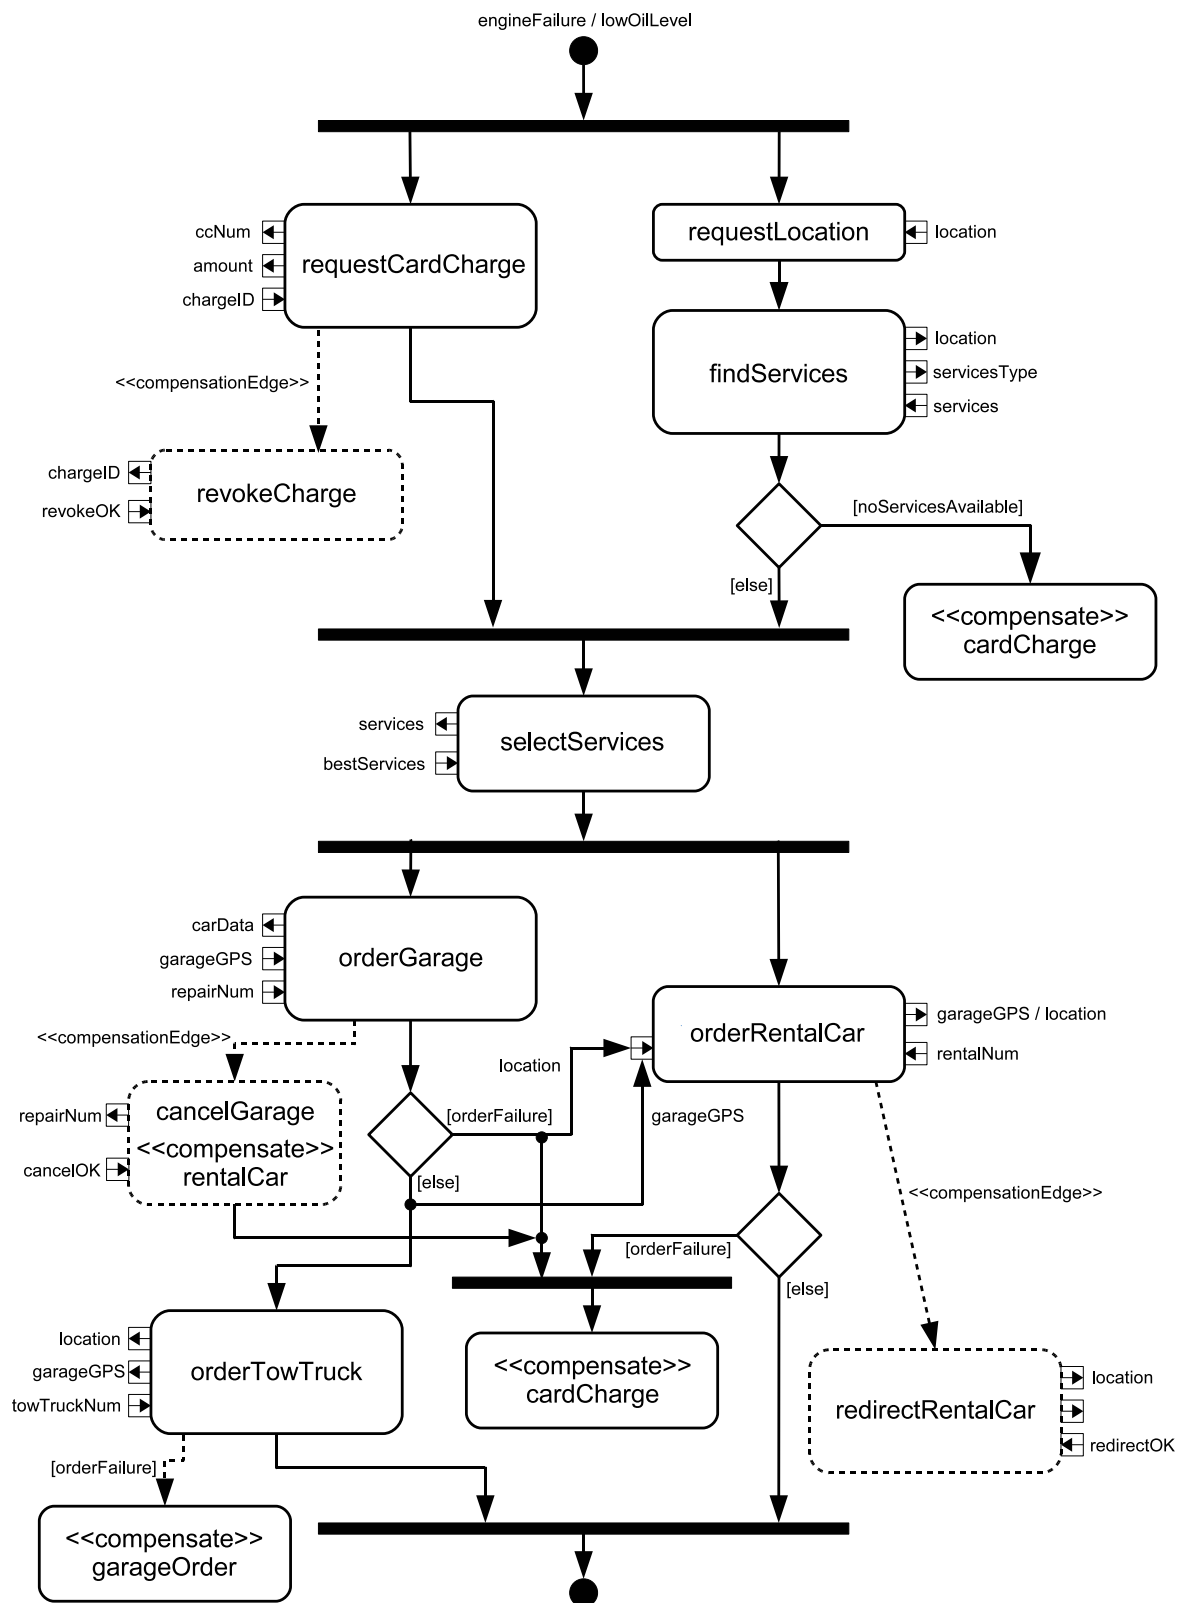 engineFailure / lowOilLevel
ccNum
amount
chargeID
requestCardCharge
requestLocation
location
findServices
location
servicesType
services
<<compensationEdge>>
chargeID
revokeOK
revokeCharge
[noServicesAvailable]
[else]
<<compensate>>
cardCharge
services
bestServices
selectServices
carData
garageGPS
repairNum
orderGarage
orderRentalCar
garageGPS / location
rentalNum
<<compensationEdge>>
location
repairNum
cancelOK
cancelGarage
<<compensate>>
rentalCar
[orderFailure]
garageGPS
[else]
<<compensationEdge>>
[orderFailure]
[else]
location
garageGPS
towTruckNum
orderTowTruck
<<compensate>>
cardCharge
redirectRentalCar
location
redirectOK
[orderFailure]
<<compensate>>
garageOrder